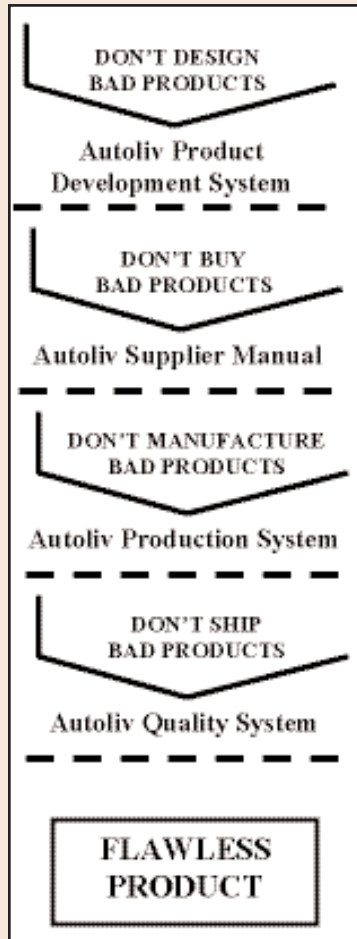 DON'T DESIGN
BAD PRODUCTS
Autoliv Product
Development System
DON'T BUY
BAD PRODUCTS
Autoliv Supplier Manual
DON'T MANUFACTURE
BAD PRODUCTS
Autoliv Production System
DON'T SHIP
BAD PRODUCTS
Autoliv Quality System
FLAWLESS
PRODUCT